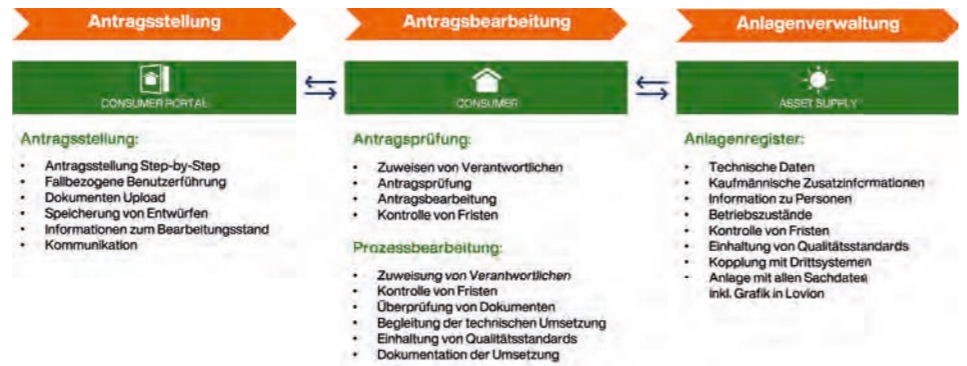 Antragsstellung
Antragsbearbeitung
Anlagenverwaltung
CONSUMER PORTAL
CONSUMER
ASSET SUPPLY
Antragsstellung:
• Antragsstellung Step-by-Step
• Fallbezogene Benutzerführung
• Dokumenten Upload
• Speicherung von Entwürfen
• Informationen zum Bearbeitungsstand
• Kommunikation
Antragsprüfung:
• Zuweisen von Verantwortlichen
• Antragsprüfung
• Antragsbearbeitung
• Kontrolle von Fristen
Prozessbearbeitung:
• Zuweisung von Verantwortlichen
• Kontrolle von Fristen
• Überprüfung von Dokumenten
• Begleitung der technischen Umsetzung
• Einhaltung von Qualitätsstandards
• Dokumentation der Umsetzung
Anlagenregister:
• Technische Daten
• Kaufmännische Zusatzinformationen
• Information zu Personen
• Betriebszustände
• Kontrolle von Fristen
• Einhaltung von Qualitätsstandards
• Kopplung mit Drittsystemen
• Anlage mit allen Sachdaten
inkl. Grafik in Lovion